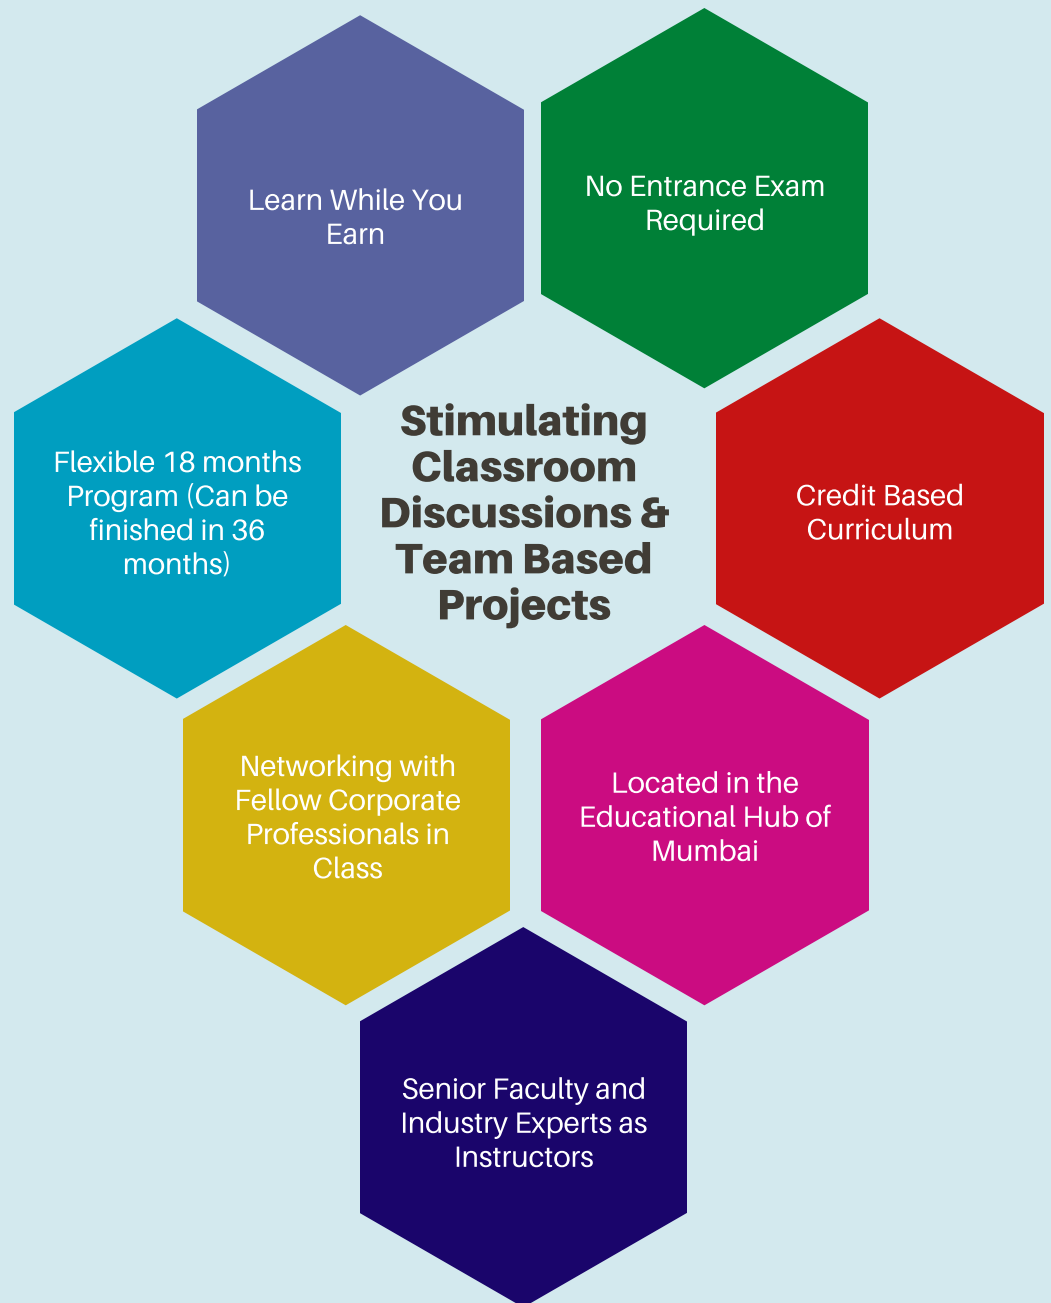 Learn While You
Earn
No Entrance Exam
Required
Flexible 18 months
Program (Can be
finished in 36
months)
Stimulating
Classroom
Discussions &
Team Based
Projects
Credit Based
Curriculum
Networking with
Fellow Corporate
Professionals in
Class
Located in the
Educational Hub of
Mumbai
Senior Faculty and
Industry Experts as
Instructors